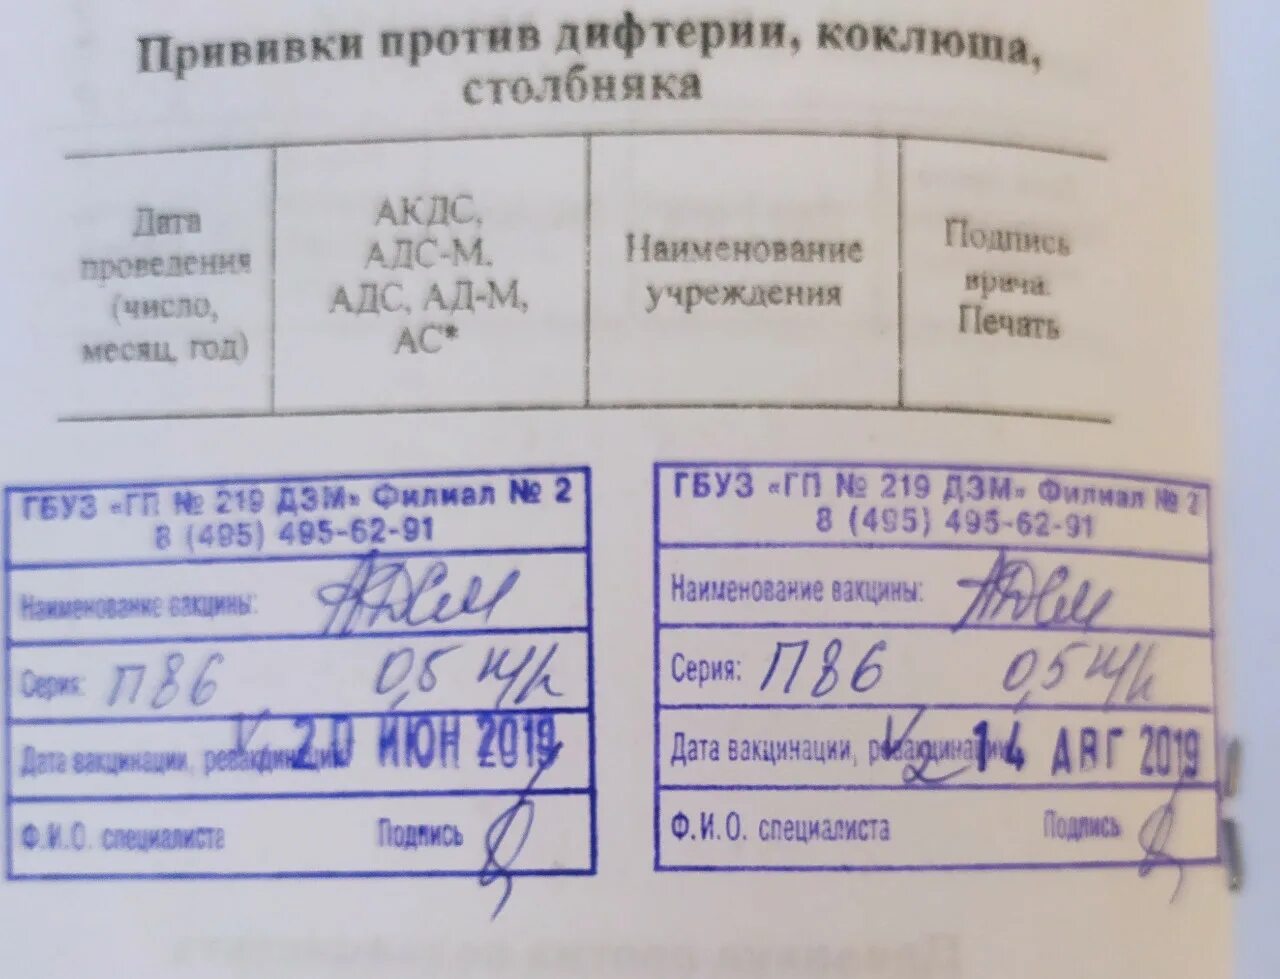 Прививки против дифтерии, коклюша,
столбняка
Дата
проведения
(число,
месяц, год)
АКДС,
АДС-М,
АДС, АД-М,
АС*
Наименование
учреждения
Подпись
врача.
Печать
ГБУЗ «ГП № 219 ДЗМ» Филиал № 2
8 (495) 495-62-91
Наименование вакцины: АДСм
Серия: П86 0,5 п/к
Дата вакцинации, ревакцинации V 20 ИЮН 2019
Ф.И.О. специалиста Подпись
ГБУЗ «ГП № 219 ДЗМ» Филиал № 2
8 (495) 495-62-91
Наименование вакцины: АДСм
Серия: П86 0,5
Дата вакцинации, ревакцинации V2 14 АВГ 2019
Ф.И.О. специалиста Подпись